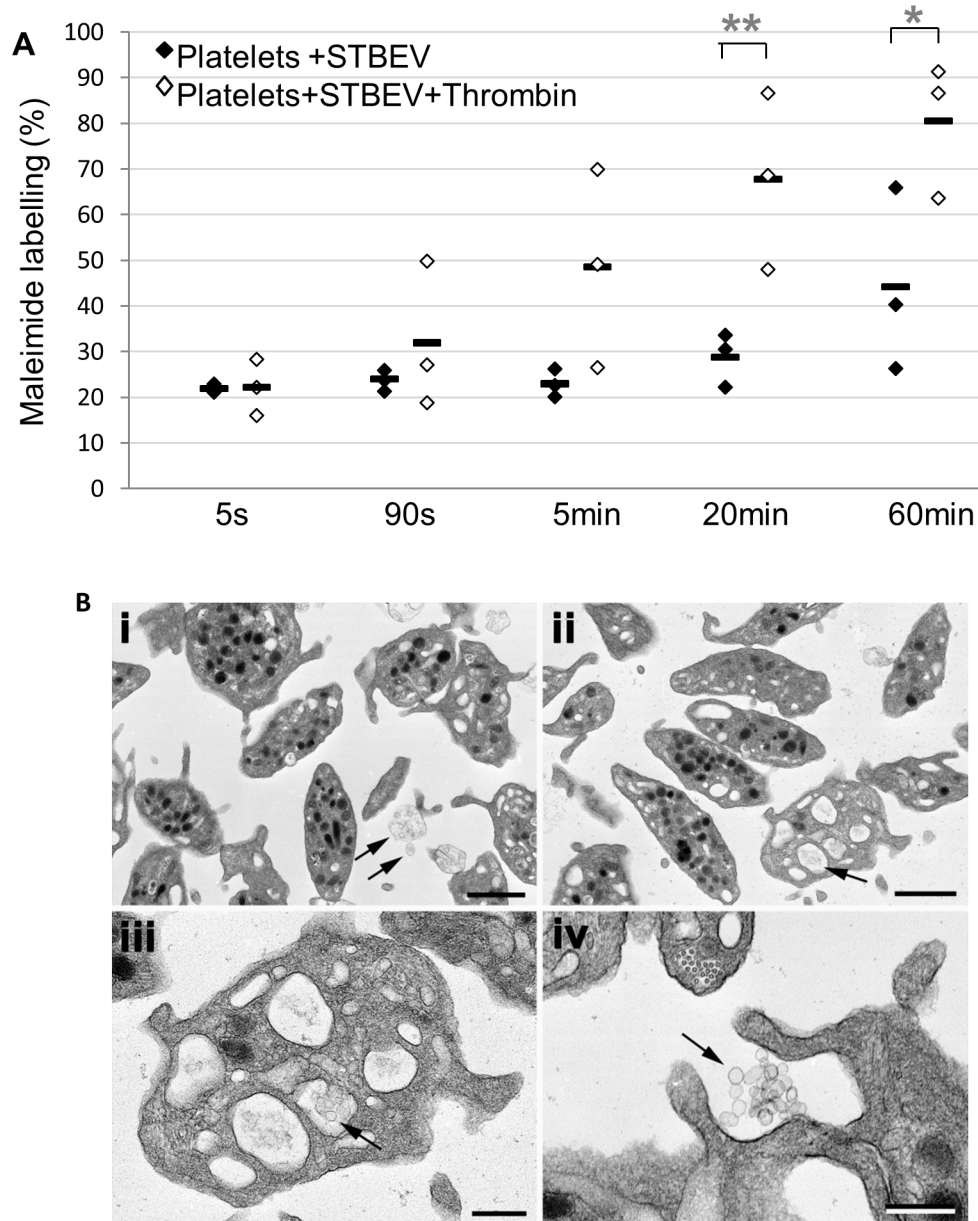 A
Maleimide labelling (%)
100
90
80
70
60
50
40
30
20
10
0
Platelets +STBEV
Platelets+STBEV+Thrombin
**
*
5s
90s
5min
20min
60min
B
i
ii
iii
iv